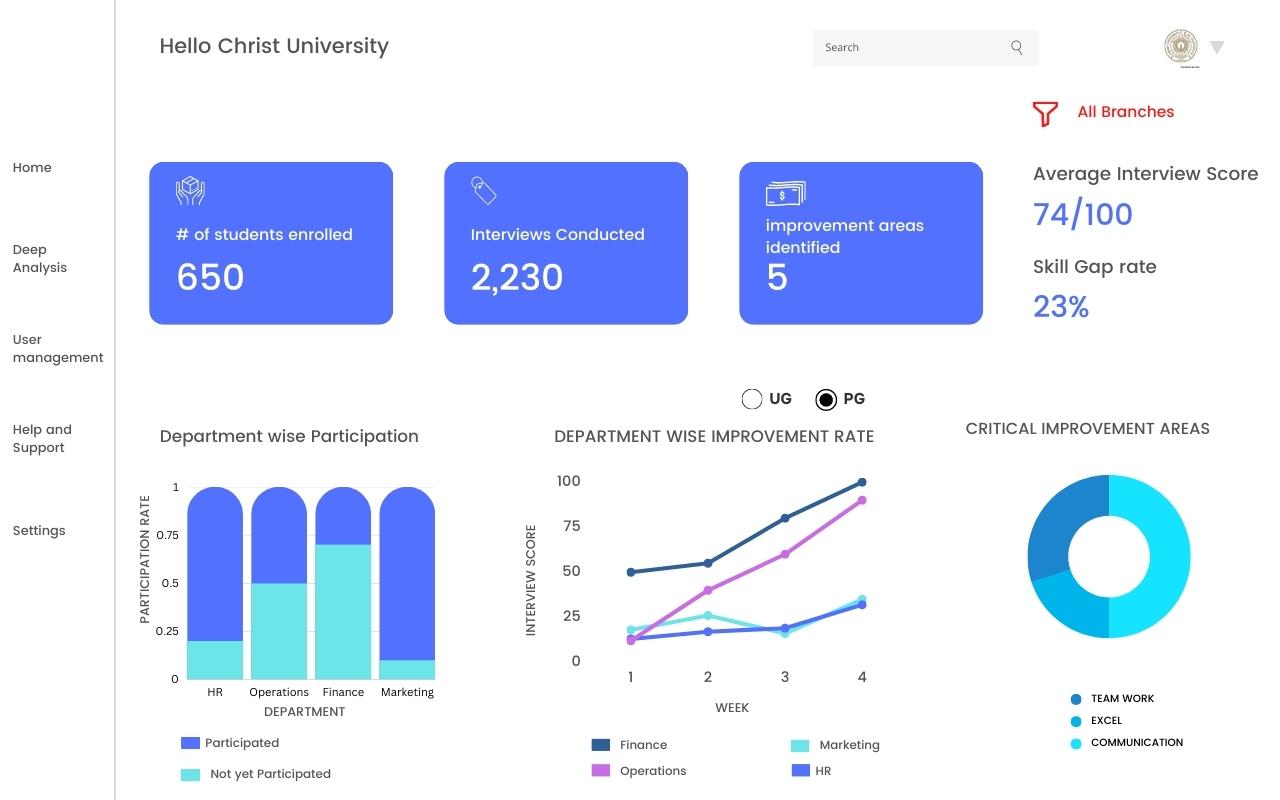 Hello Christ University
Search
All Branches
Home
Deep
Analysis
User
management
Help and
Support
Settings
# of students enrolled
650
Interviews Conducted
2,230
improvement areas
identified
5
Average Interview Score
74/100
Skill Gap rate
23%
UG
PG
Department wise Participation
PARTICIPATION RATE
1
0.75
0.5
0.25
0
HR
Operations
Finance
Marketing
DEPARTMENT
Participated
Not yet Participated
DEPARTMENT WISE IMPROVEMENT RATE
INTERVIEW SCORE
100
75
50
25
0
1
2
3
4
WEEK
Finance
Marketing
Operations
HR
CRITICAL IMPROVEMENT AREAS
TEAM WORK
EXCEL
COMMUNICATION